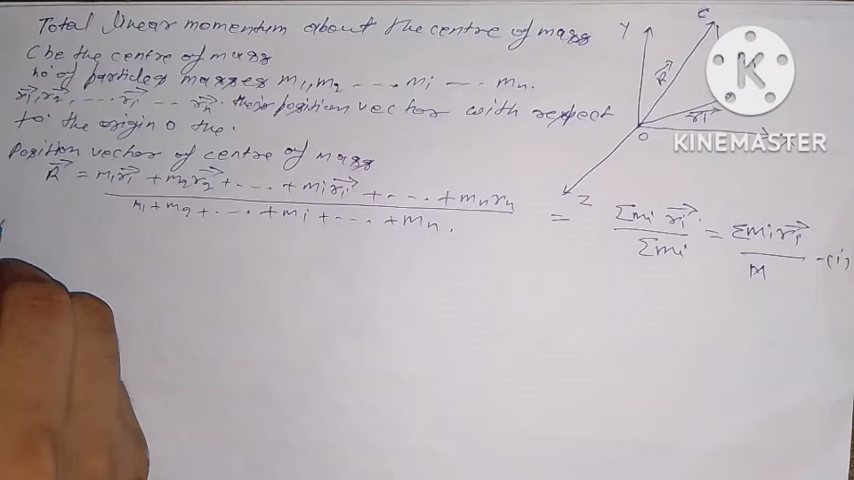 Total linear momentum about the centre of mass
C be the centre of mass
no of particles masses m₁, m₂ ---- mᵢ ---- mₙ.
r₁⃗, r₂⃗, ---- rᵢ⃗ -- rₙ⃗. their position vector with respect
to the origin O the.
Position vector of centre of mass
R⃗ = m₁r₁⃗ + m₂r₂⃗ + ---- + mᵢrᵢ⃗ + ---- + mₙrₙ
m₁ + m₂ + ---- + mᵢ + ---- + mₙ.
= Σmᵢ rᵢ⃗ / Σmᵢ = Σmᵢrᵢ⃗ / M -(i)
Y
C
R⃗
rᵢ⃗
O
Z
K
KINEMASTER